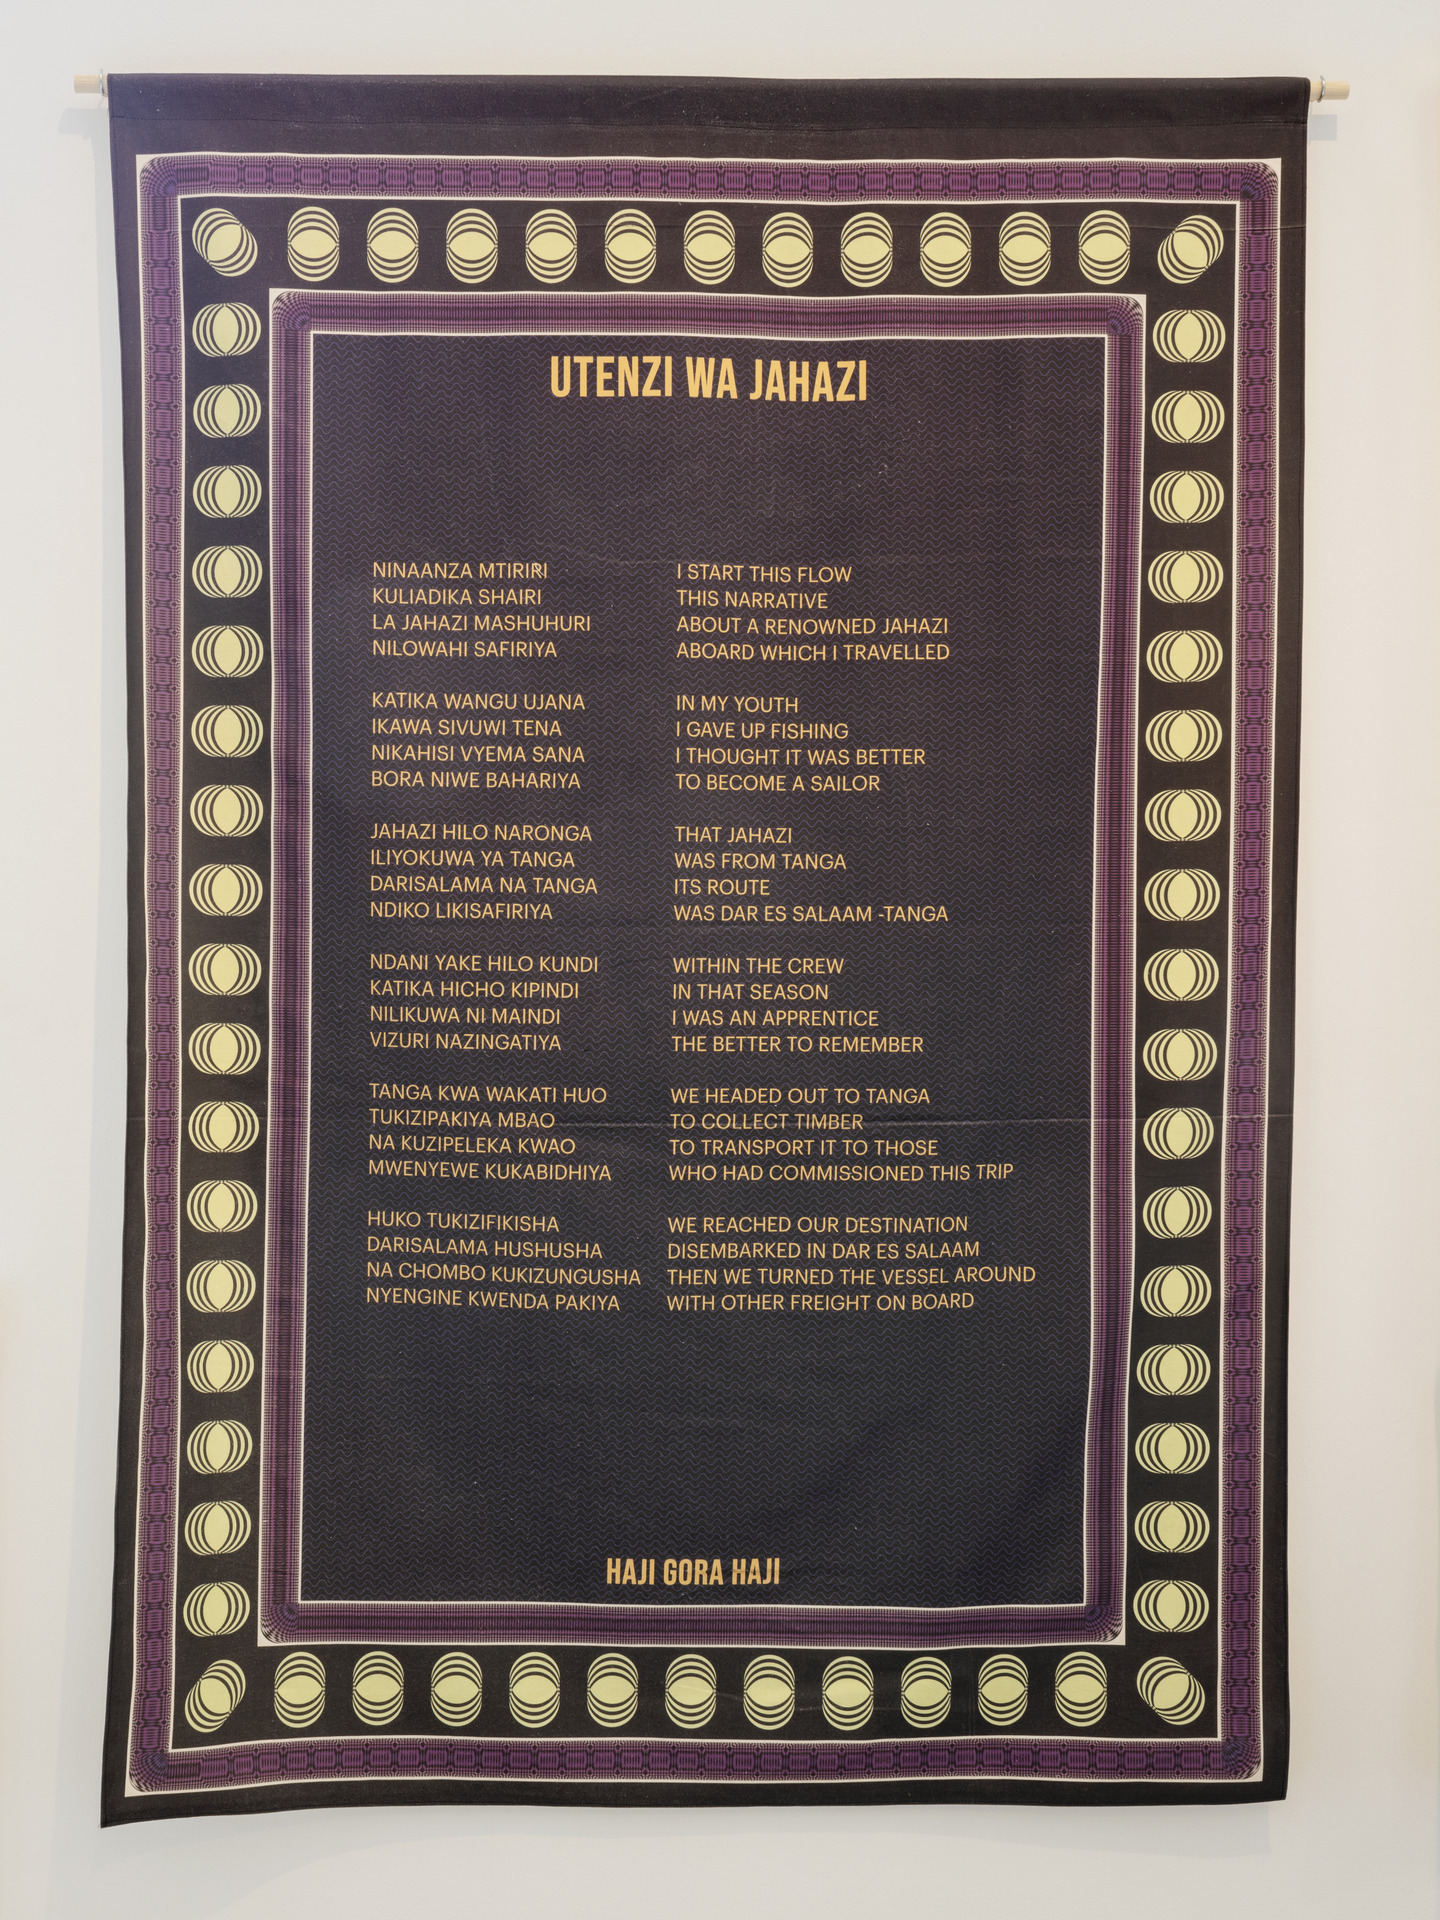 UTENZI WA JAHAZI
NINAANZA MTIRIRI
KULIADIKA SHAIRI
LA JAHAZI MASHUHURI
NILOWAHI SAFIRIYA
KATIKA WANGU UJANA
IKAWA SIVUWI TENA
NIKAHISI VYEMA SANA
BORA NIWE BAHARIYA
JAHAZI HILO NARONGA
ILIYOKUWA YA TANGA
DARISALAMA NA TANGA
NDIKO LIKISAFIRIYA
NDANI YAKE HILO KUNDI
KATIKA HICHO KIPINDI
NILIKUWA NI MAINDI
VIZURI NAZINGATIYA
TANGA KWA WAKATI HUO
TUKIZIPAKIYA MBAO
NA KUZIPELEKA KWAO
MWENYEWE KUKABIDHIYA
HUKO TUKIZIFIKISHA
DARISALAMA HUSHUSHA
NA CHOMBO KUKIZUNGUSHA
NYENGINE KWENDA PAKIYA
I START THIS FLOW
THIS NARRATIVE
ABOUT A RENOWNED JAHAZI
ABOARD WHICH I TRAVELLED
IN MY YOUTH
I GAVE UP FISHING
I THOUGHT IT WAS BETTER
TO BECOME A SAILOR
THAT JAHAZI
WAS FROM TANGA
ITS ROUTE
WAS DAR ES SALAAM -TANGA
WITHIN THE CREW
IN THAT SEASON
I WAS AN APPRENTICE
THE BETTER TO REMEMBER
WE HEADED OUT TO TANGA
TO COLLECT TIMBER
TO TRANSPORT IT TO THOSE
WHO HAD COMMISSIONED THIS TRIP
WE REACHED OUR DESTINATION
DISEMBARKED IN DAR ES SALAAM
THEN WE TURNED THE VESSEL AROUND
WITH OTHER FREIGHT ON BOARD
HAJI GORA HAJI